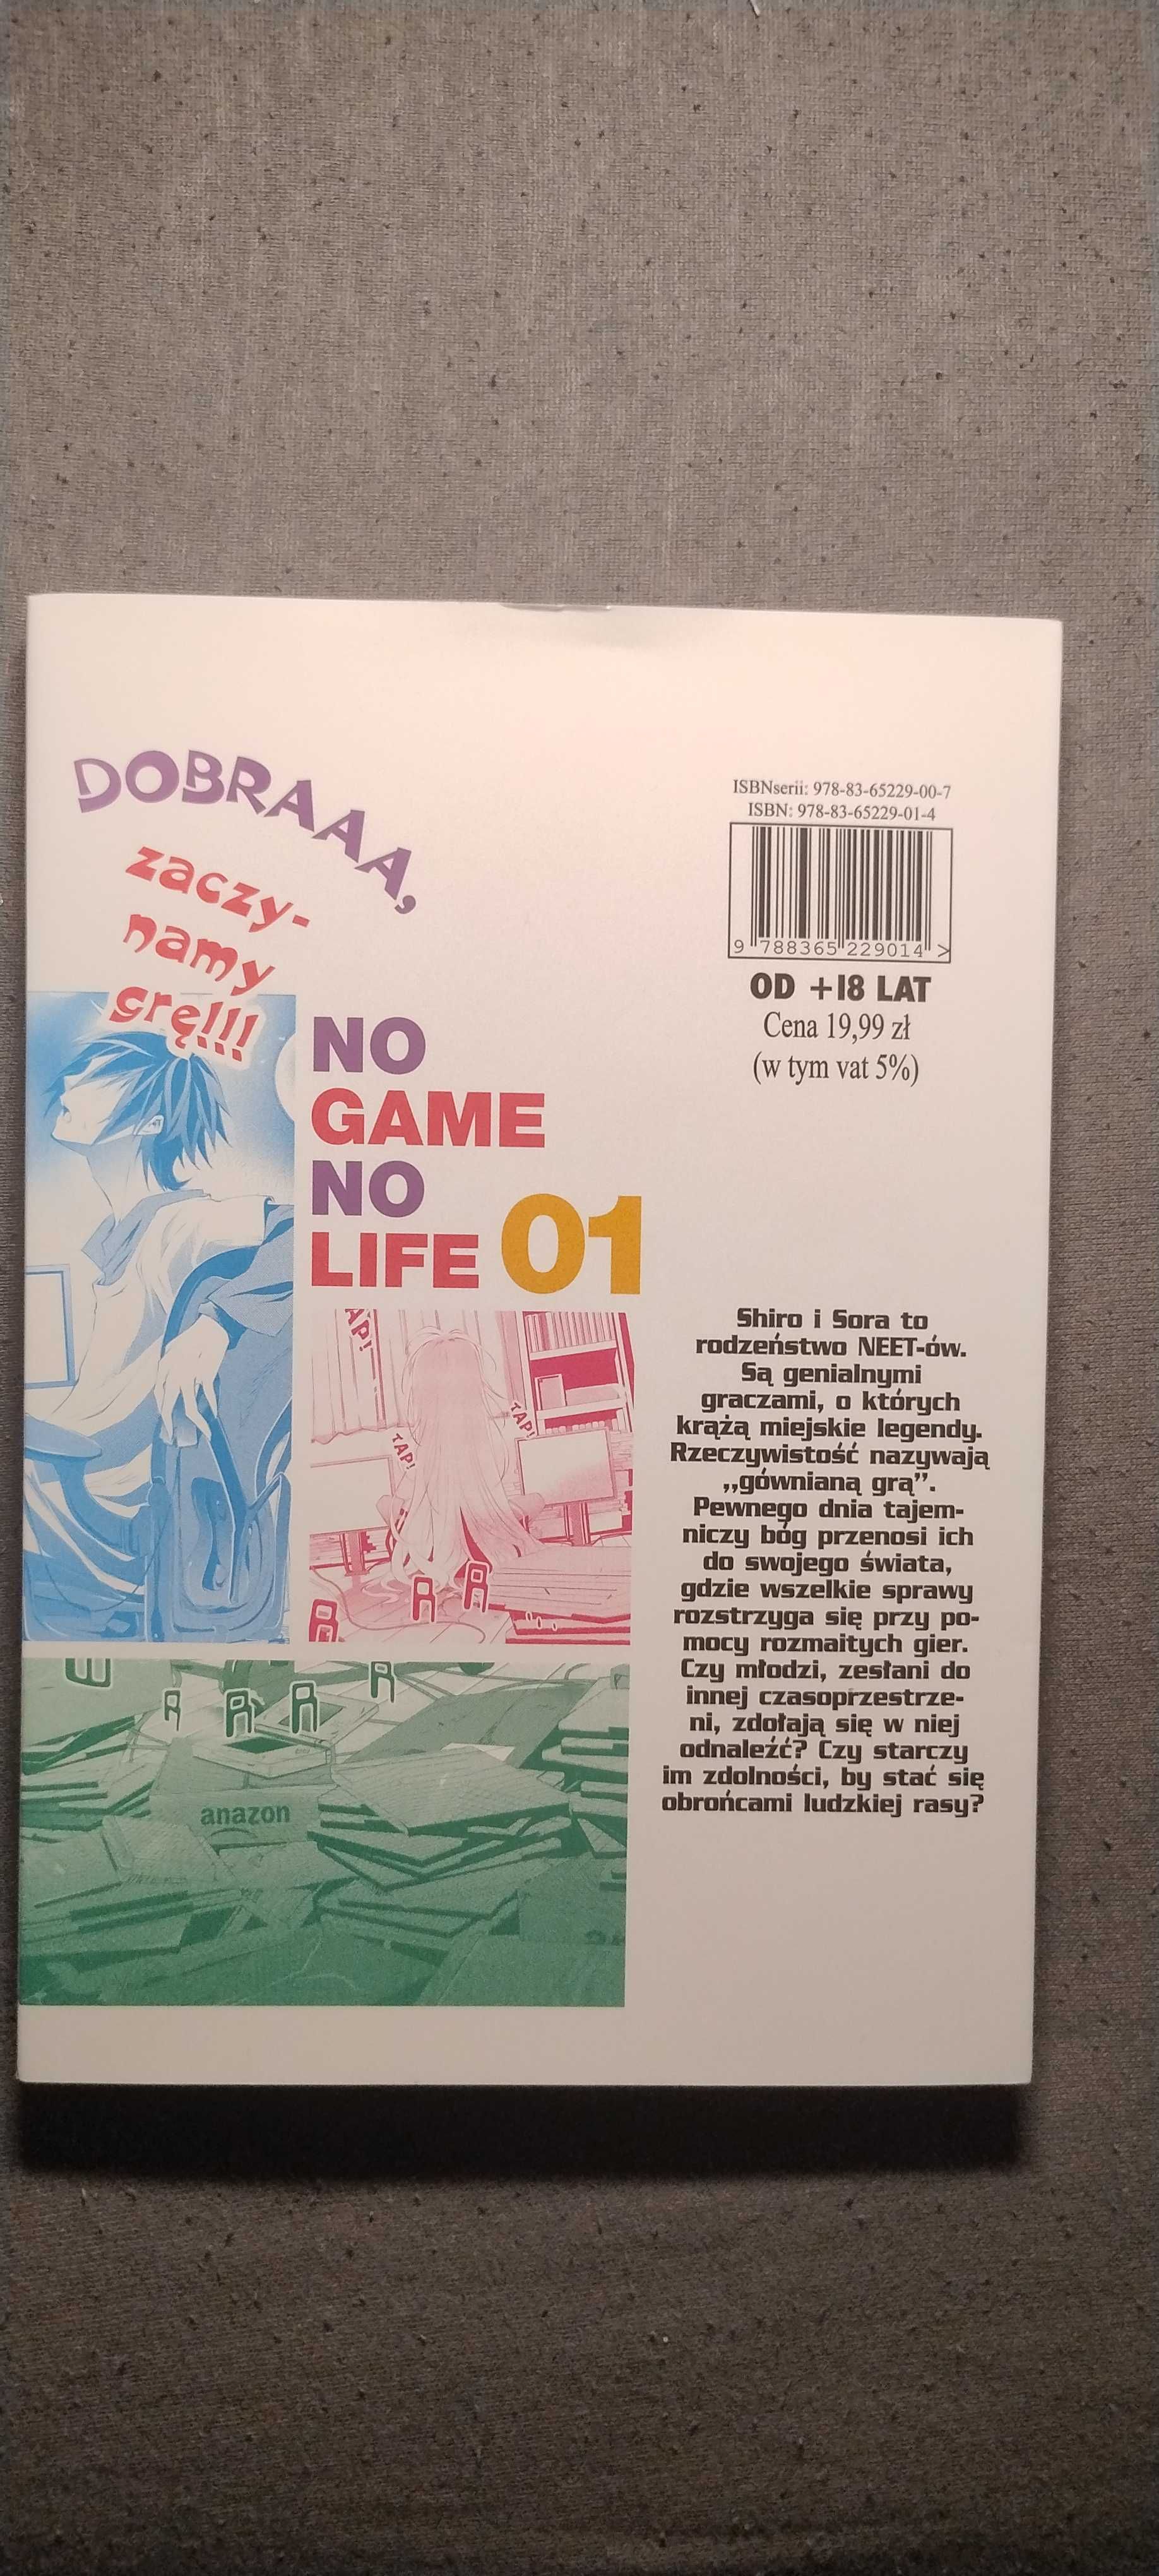 DOBRAAA,
zaczy-
namy
grę!!!
ISBNserii: 978-83-65229-00-7
ISBN: 978-83-65229-01-4
9 788365 229014 >
OD +18 LAT
Cena 19,99 zł
(w tym vat 5%)
NO
GAME
NO
LIFE 01
AP!
TAP!
TAP!
R
R
R
R
R
R
R
anazon
Shiro i Sora to
rodzeństwo NEET-ów.
Są genialnymi
graczami, o których
krążą miejskie legendy.
Rzeczywistość nazywają
,,gównianą grą”.
Pewnego dnia tajem-
niczy bóg przenosi ich
do swojego świata,
gdzie wszelkie sprawy
rozstrzyga się przy po-
mocy rozmaitych gier.
Czy młodzi, zesłani do
innej czasoprzestrze-
ni, zdołają się w niej
odnaleźć? Czy starczy
im zdolności, by stać się
obrońcami ludzkiej rasy?